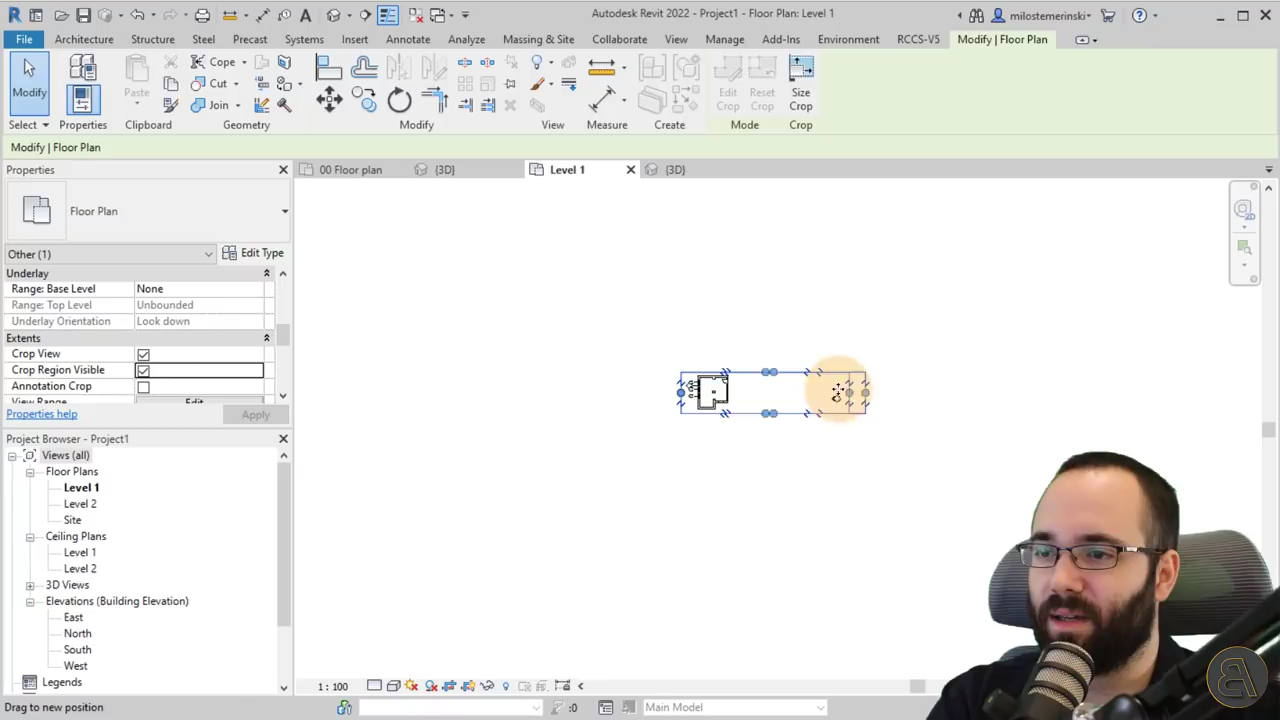 Autodesk Revit 2022 - Project1 - Floor Plan: Level 1
milostemerinski
File
Architecture
Structure
Steel
Precast
Systems
Insert
Annotate
Analyze
Massing & Site
Collaborate
View
Manage
Add-Ins
Environment
RCCS-V5
Modify | Floor Plan
Modify
Paste
Cope
Cut
Join
Edit
Crop
Reset
Crop
Size
Crop
Select
Properties
Clipboard
Geometry
Modify
View
Measure
Create
Mode
Crop
Modify | Floor Plan
Properties
00 Floor plan
{3D}
Level 1
{3D}
Floor Plan
Other (1)
Edit Type
Underlay
Range: Base Level None
Range: Top Level Unbounded
Underlay Orientation Look down
Extents
Crop View
Crop Region Visible
Annotation Crop
Edit
Properties help
Apply
Project Browser - Project1
Views (all)
Floor Plans
Level 1
Level 2
Site
Ceiling Plans
Level 1
Level 2
3D Views
Elevations (Building Elevation)
East
North
South
West
Legends
1 : 100
Drag to new position
:0
Main Model